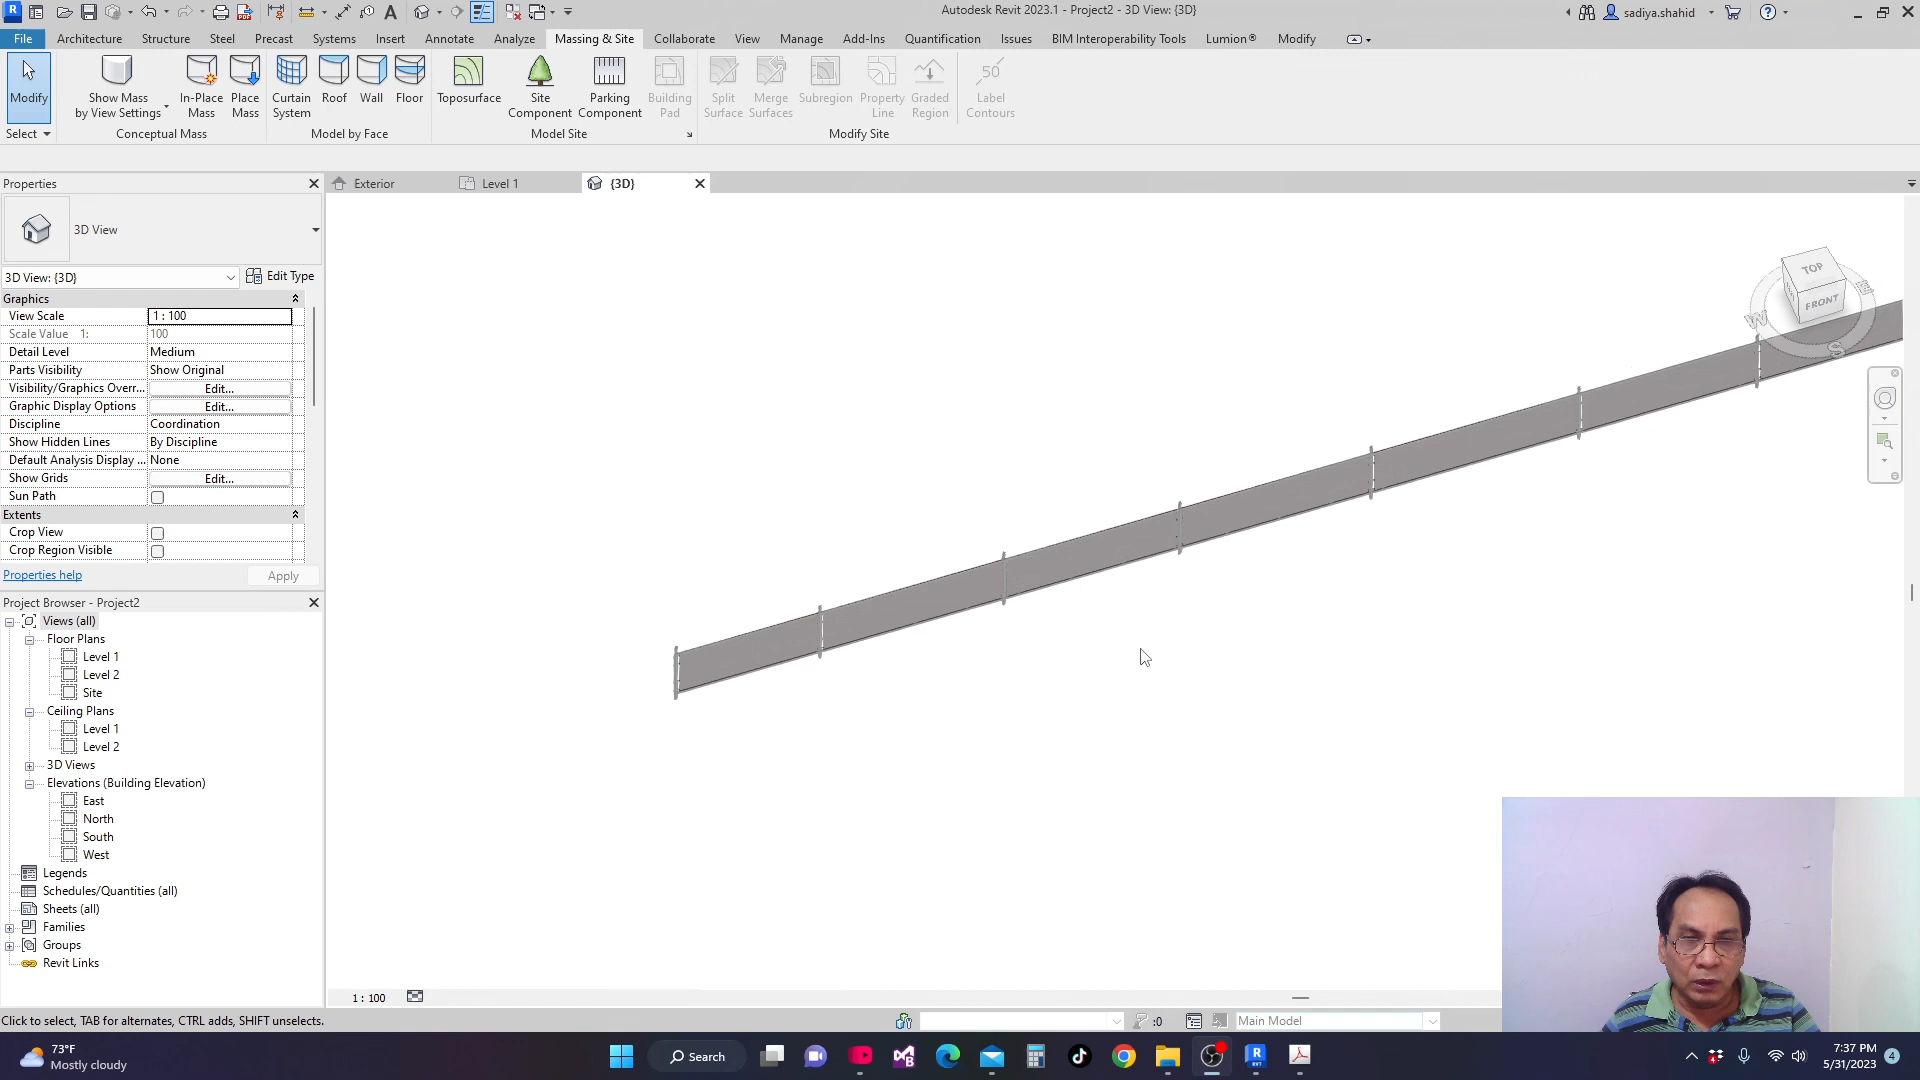 Autodesk Revit 2023.1 - Project2 - 3D View: {3D}
sadiya.shahid
File Architecture Structure Steel Precast Systems Insert Annotate Analyze Massing & Site Collaborate View Manage Add-Ins Quantification Issues BIM Interoperability Tools Lumion® Modify
Modify
Show Mass
by View Settings
In-Place
Mass
Place
Mass
Curtain
System
Roof
Wall
Floor
Toposurface
Site
Component
Parking
Component
Building
Pad
Split
Surface
Merge
Surfaces
Subregion
Property
Line
Graded
Region
50
Label
Contours
Select
Conceptual Mass
Model by Face
Model Site
Modify Site
Properties
Exterior
Level 1
{3D}
3D View
3D View: {3D}
Edit Type
Graphics
View Scale 1 : 100
Scale Value 1: 100
Detail Level Medium
Parts Visibility Show Original
Visibility/Graphics Overr... Edit...
Graphic Display Options Edit...
Discipline Coordination
Show Hidden Lines By Discipline
Default Analysis Display ... None
Show Grids Edit...
Sun Path
Extents
Crop View
Crop Region Visible
Properties help
Apply
TOP
FRONT
W
S
Project Browser - Project2
Views (all)
Floor Plans
Level 1
Level 2
Site
Ceiling Plans
Level 1
Level 2
3D Views
Elevations (Building Elevation)
East
North
South
West
Legends
Schedules/Quantities (all)
Sheets (all)
Families
Groups
Revit Links
1 : 100
Click to select, TAB for alternates, CTRL adds, SHIFT unselects.
:0
Main Model
73°F
Mostly cloudy
Search
7:37 PM
5/31/2023
4